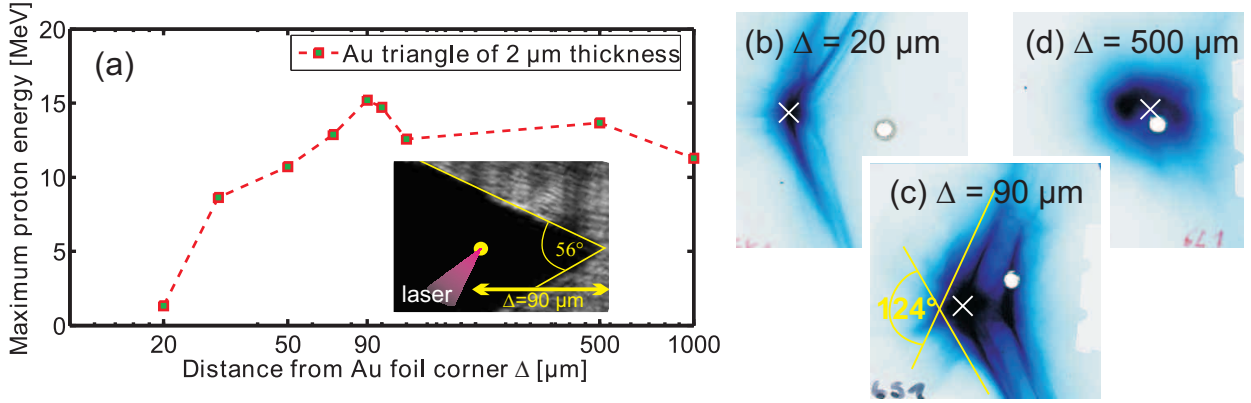 Maximum proton energy [MeV]
20
15
10
5
0
(a)
Au triangle of 2 µm thickness
56°
laser
Δ=90 µm
20
50
90
500
1000
Distance from Au foil corner Δ [µm]
(b) Δ = 20 µm
(d) Δ = 500 µm
(c) Δ = 90 µm
124°